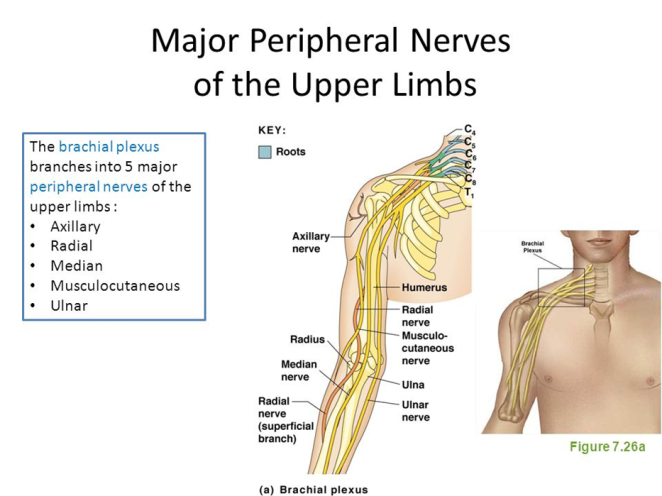 Major Peripheral Nerves
of the Upper Limbs
The brachial plexus
branches into 5 major
peripheral nerves of the
upper limbs :
• Axillary
• Radial
• Median
• Musculocutaneous
• Ulnar
KEY:
Roots
C4
C5
C6
C7
C8
T1
Axillary
nerve
Humerus
Radial
nerve
Musculo-
cutaneous
nerve
Radius
Median
nerve
Ulna
Radial
nerve
(superficial
branch)
Ulnar
nerve
(a) Brachial plexus
Brachial
Plexus
Figure 7.26a